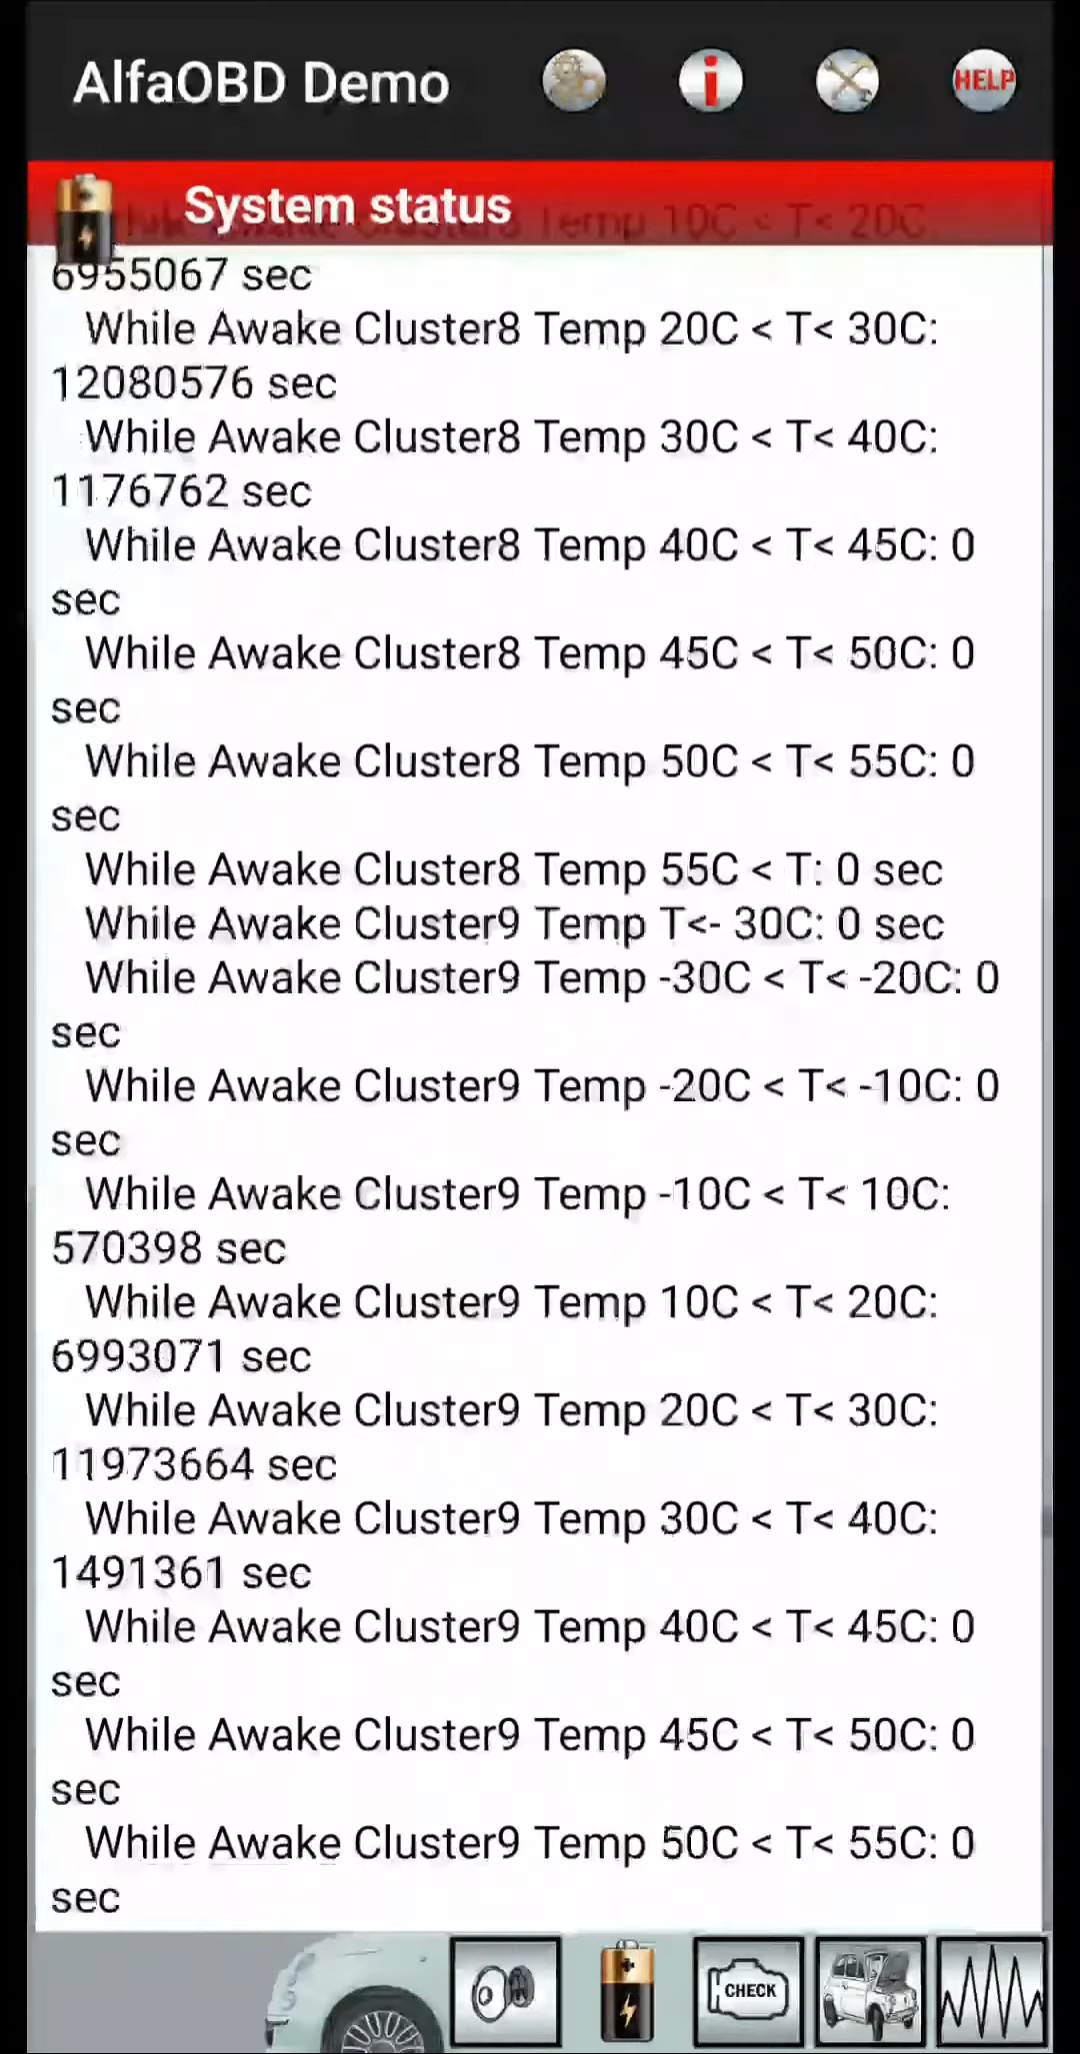 AlfaOBD Demo
HELP
System status
Temp 10C < T< 20C:
6955067 sec
While Awake Cluster8 Temp 20C < T< 30C:
12080576 sec
While Awake Cluster8 Temp 30C < T< 40C:
1176762 sec
While Awake Cluster8 Temp 40C < T< 45C: 0
sec
While Awake Cluster8 Temp 45C < T< 50C: 0
sec
While Awake Cluster8 Temp 50C < T< 55C: 0
sec
While Awake Cluster8 Temp 55C < T: 0 sec
While Awake Cluster9 Temp T<- 30C: 0 sec
While Awake Cluster9 Temp -30C < T< -20C: 0
sec
While Awake Cluster9 Temp -20C < T< -10C: 0
sec
While Awake Cluster9 Temp -10C < T< 10C:
570398 sec
While Awake Cluster9 Temp 10C < T< 20C:
6993071 sec
While Awake Cluster9 Temp 20C < T< 30C:
11973664 sec
While Awake Cluster9 Temp 30C < T< 40C:
1491361 sec
While Awake Cluster9 Temp 40C < T< 45C: 0
sec
While Awake Cluster9 Temp 45C < T< 50C: 0
sec
While Awake Cluster9 Temp 50C < T< 55C: 0
sec
CHECK